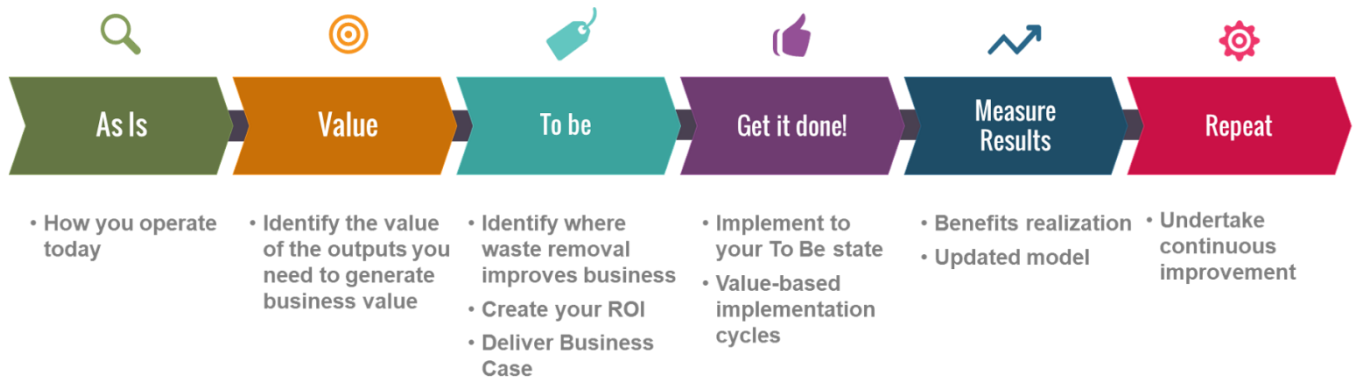 As Is
Value
To be
Get it done!
Measure
Results
Repeat
• How you operate
today
• Identify the value
of the outputs you
need to generate
business value
• Identify where
waste removal
improves business
• Create your ROI
• Deliver Business
Case
• Implement to
your To Be state
• Value-based
implementation
cycles
• Benefits realization
• Updated model
• Undertake
continuous
improvement